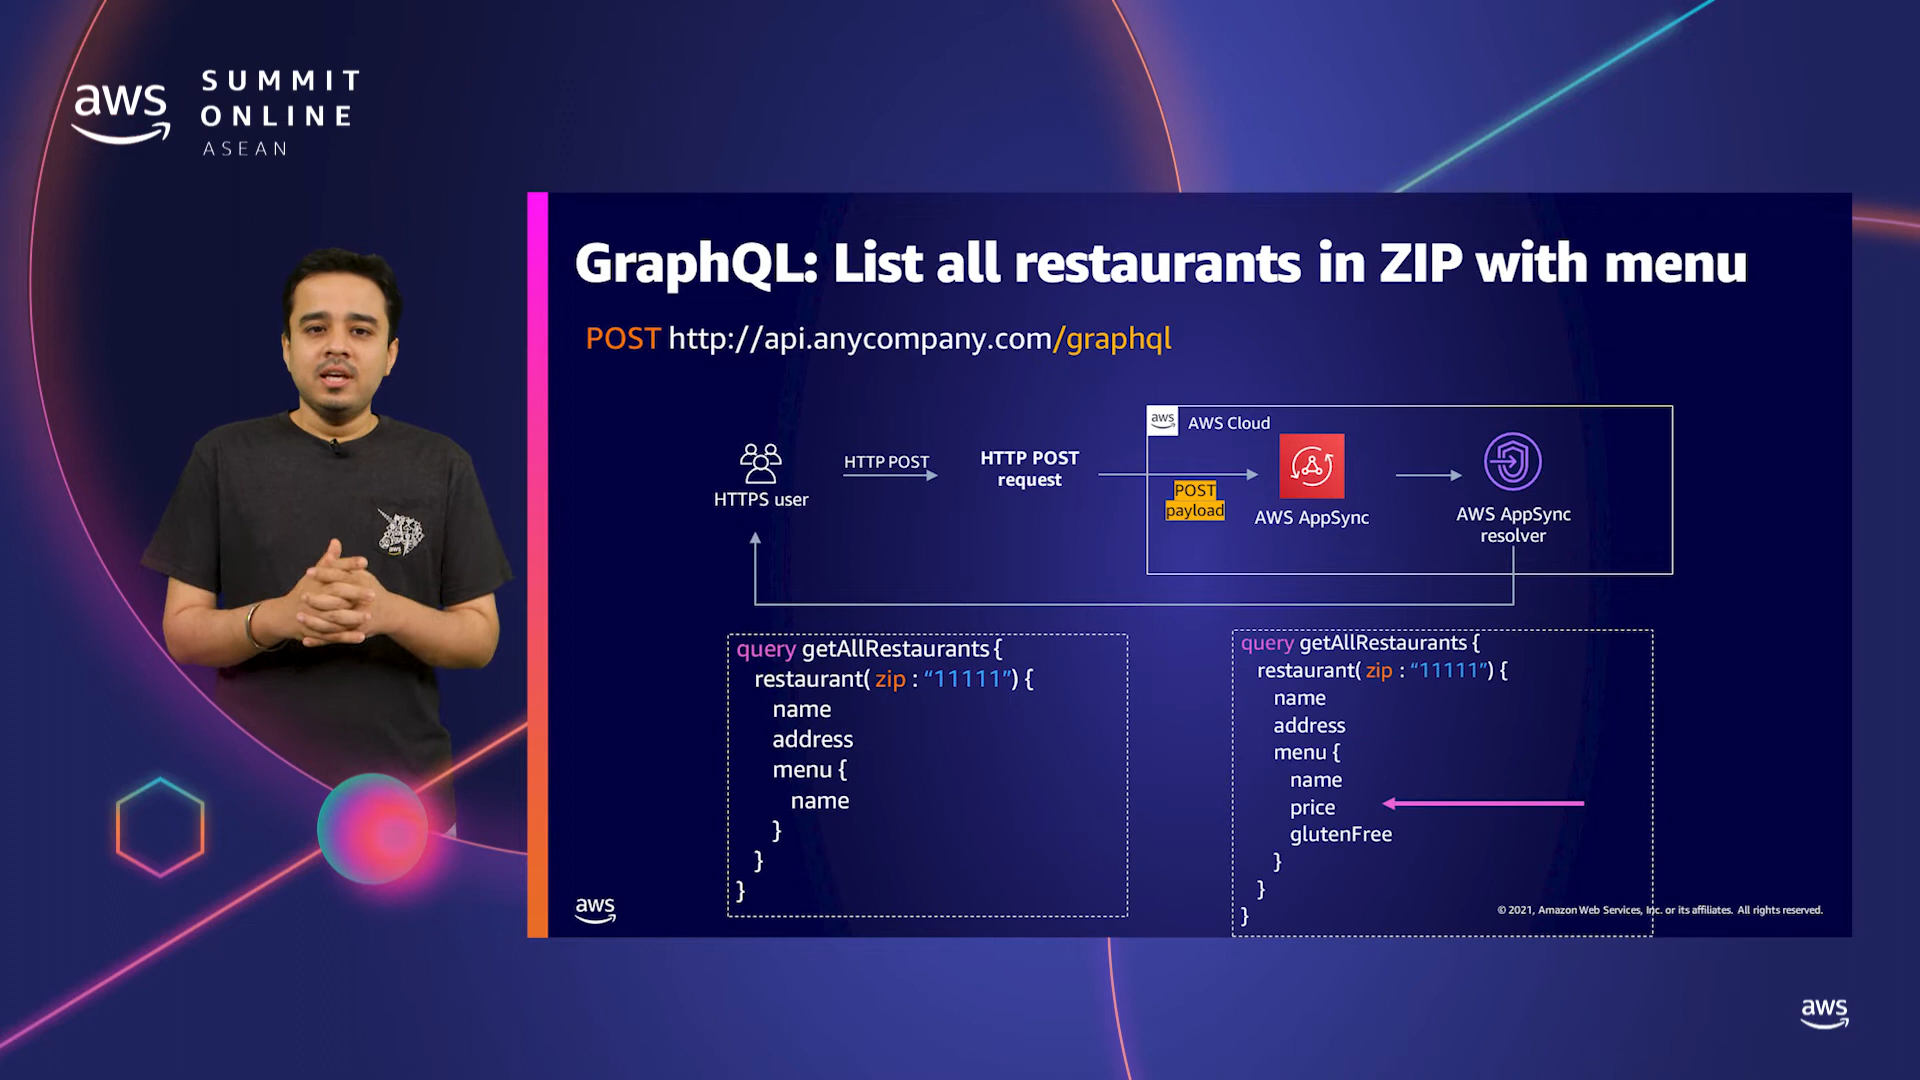 aws
SUMMIT
ONLINE
ASEAN
GraphQL: List all restaurants in ZIP with menu
POST http://api.anycompany.com/graphql
HTTPS user
HTTP POST
HTTP POST
request
aws
AWS Cloud
POST
payload
AWS AppSync
AWS AppSync
resolver
query getAllRestaurants {
restaurant( zip : “11111”) {
name
address
menu {
name
}
}
}
query getAllRestaurants {
restaurant( zip : “11111”) {
name
address
menu {
name
price
glutenFree
}
}
}
aws
© 2021, Amazon Web Services, Inc. or its affiliates. All rights reserved.
aws
aws